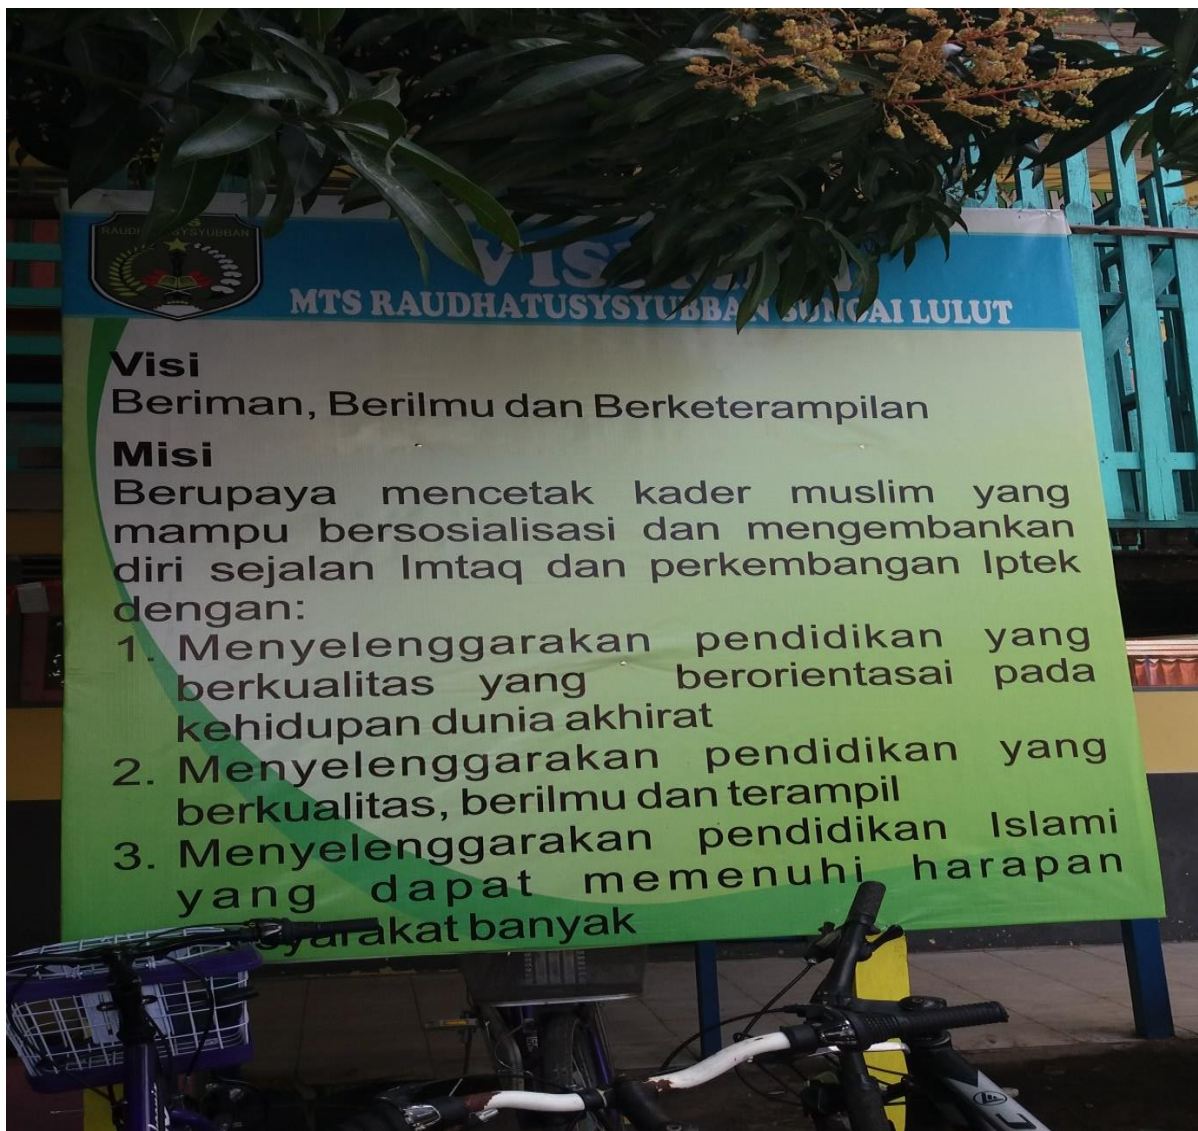 RAUDHATUSYSYUBBAN
MTS RAUDHATUSYSYUBBAN SUNGAI LULUT
Visi
Beriman, Berilmu dan Berketerampilan
Misi
Berupaya mencetak kader muslim yang
mampu bersosialisasi dan mengembankan
diri sejalan Imtaq dan perkembangan Iptek
dengan:
1. Menyelenggarakan pendidikan yang
berkualitas yang berorientasai pada
kehidupan dunia akhirat
2. Menyelenggarakan pendidikan yang
berkualitas, berilmu dan terampil
3. Menyelenggarakan pendidikan Islami
yang dapat memenuhi harapan
syarakat banyak